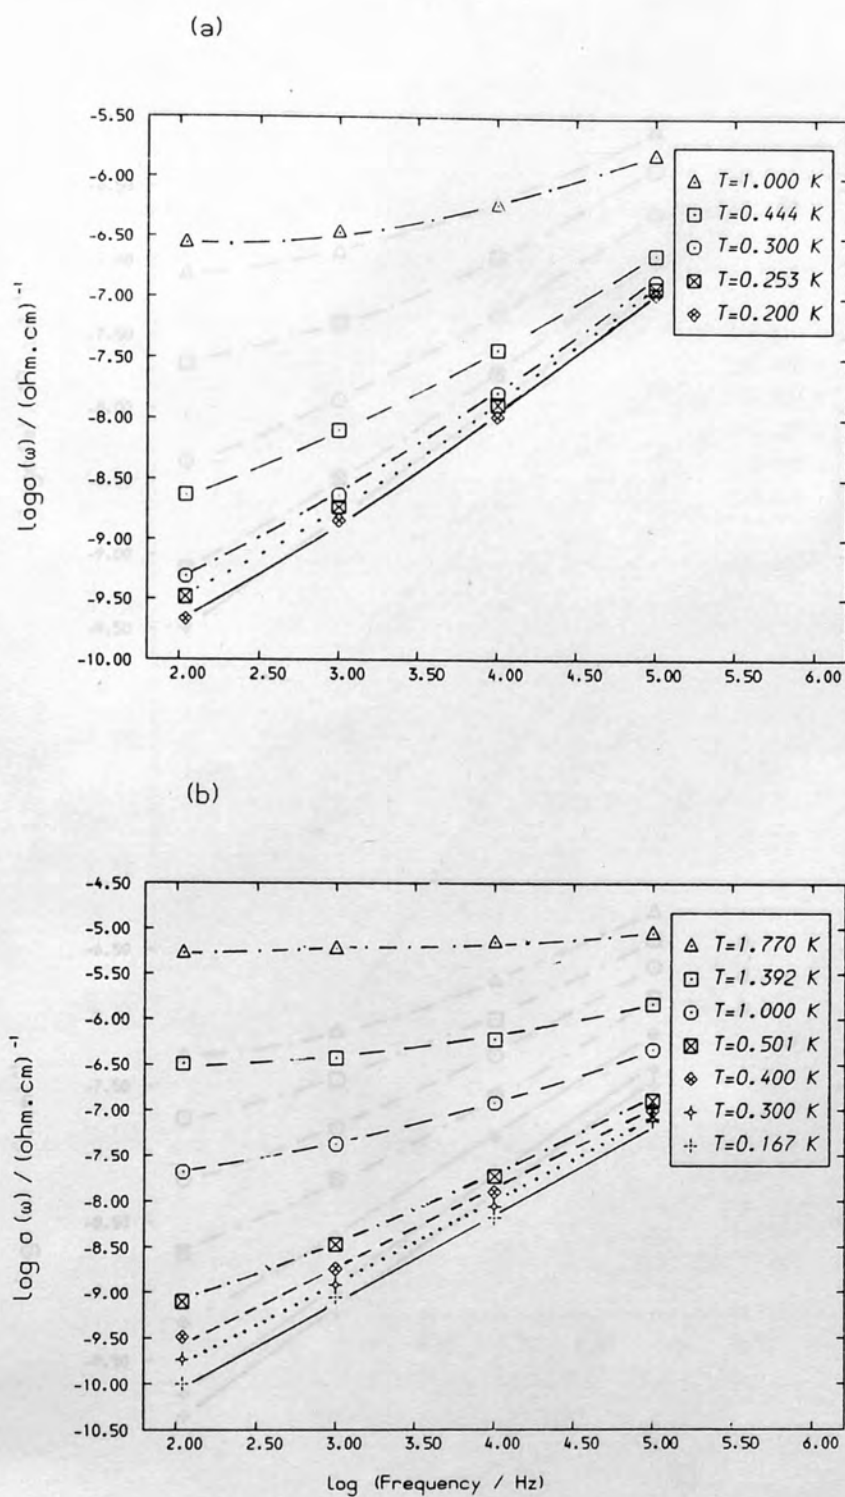 (a)
-5.50
-6.00
-6.50
-7.00
-7.50
-8.00
-8.50
-9.00
-9.50
-10.00
logσ(ω)/(ohm.cm)⁻¹
T=1.000 K
T=0.444 K
T=0.300 K
T=0.253 K
T=0.200 K
2.00 2.50 3.00 3.50 4.00 4.50 5.00 5.50 6.00
(b)
-4.50
-5.00
-5.50
-6.00
-6.50
-7.00
-7.50
-8.00
-8.50
-9.00
-9.50
-10.00
-10.50
logσ(ω)/(ohm.cm)⁻¹
T=1.770 K
T=1.392 K
T=1.000 K
T=0.501 K
T=0.400 K
T=0.300 K
T=0.167 K
2.00 2.50 3.00 3.50 4.00 4.50 5.00 5.50 6.00
log (Frequency / Hz)